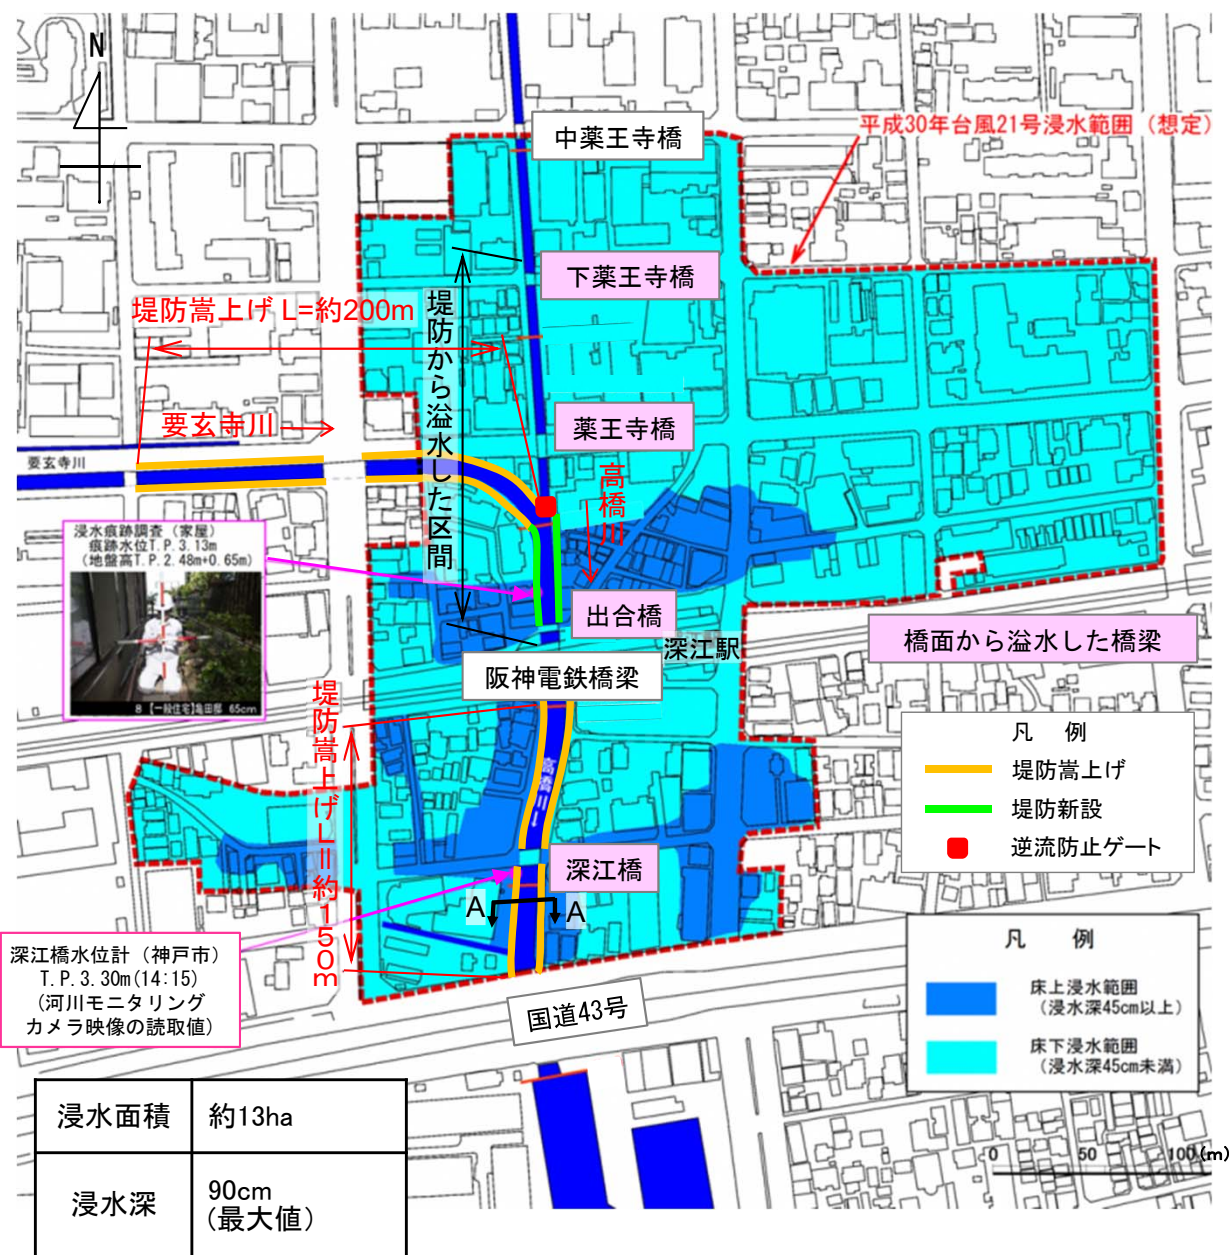 N
中薬王寺橋
平成30年台風21号浸水範囲（想定）
下薬王寺橋
堤防嵩上げ L=約200m
堤防から溢水した区間
要玄寺川
薬王寺橋
要玄寺川
高橋川
浸水痕跡調査（家屋）
痕跡水位T.P.3.13m
（地盤高T.P.2.48m+0.65m）
8 【一般住宅】亀田邸 65cm
出合橋
深江駅
橋面から溢水した橋梁
阪神電鉄橋梁
堤防嵩上げL=約150m
高橋川
凡 例
堤防嵩上げ
堤防新設
逆流防止ゲート
深江橋
A
A
深江橋水位計（神戸市）
T.P.3.30m(14:15)
（河川モニタリング
カメラ映像の読取値）
国道43号
凡 例
床上浸水範囲
（浸水深45cm以上）
床下浸水範囲
（浸水深45cm未満）
浸水面積 約13ha
浸水深 90cm
（最大値）
0 50 100(m)